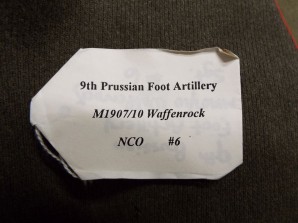 9th Prussian Foot Artillery
M1907/10 Waffenrock
NCO #6